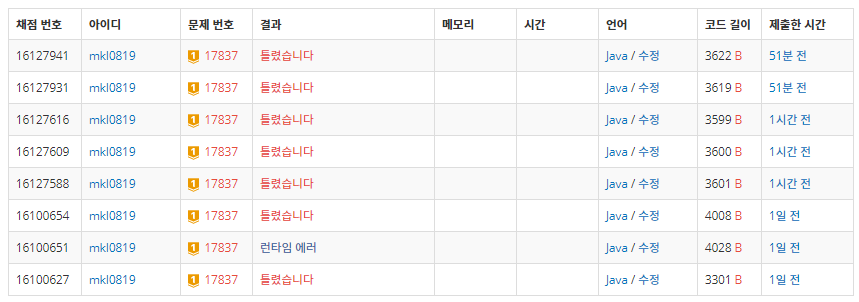 채점 번호 아이디 문제 번호 결과 메모리 시간 언어 코드 길이 제출한 시간
16127941 mkl0819 1 17837 틀렸습니다 Java / 수정 3622 B 51분 전
16127931 mkl0819 1 17837 틀렸습니다 Java / 수정 3619 B 51분 전
16127616 mkl0819 1 17837 틀렸습니다 Java / 수정 3599 B 1시간 전
16127609 mkl0819 1 17837 틀렸습니다 Java / 수정 3600 B 1시간 전
16127588 mkl0819 1 17837 틀렸습니다 Java / 수정 3601 B 1시간 전
16100654 mkl0819 1 17837 틀렸습니다 Java / 수정 4008 B 1일 전
16100651 mkl0819 1 17837 런타임 에러 Java / 수정 4028 B 1일 전
16100627 mkl0819 1 17837 틀렸습니다 Java / 수정 3301 B 1일 전